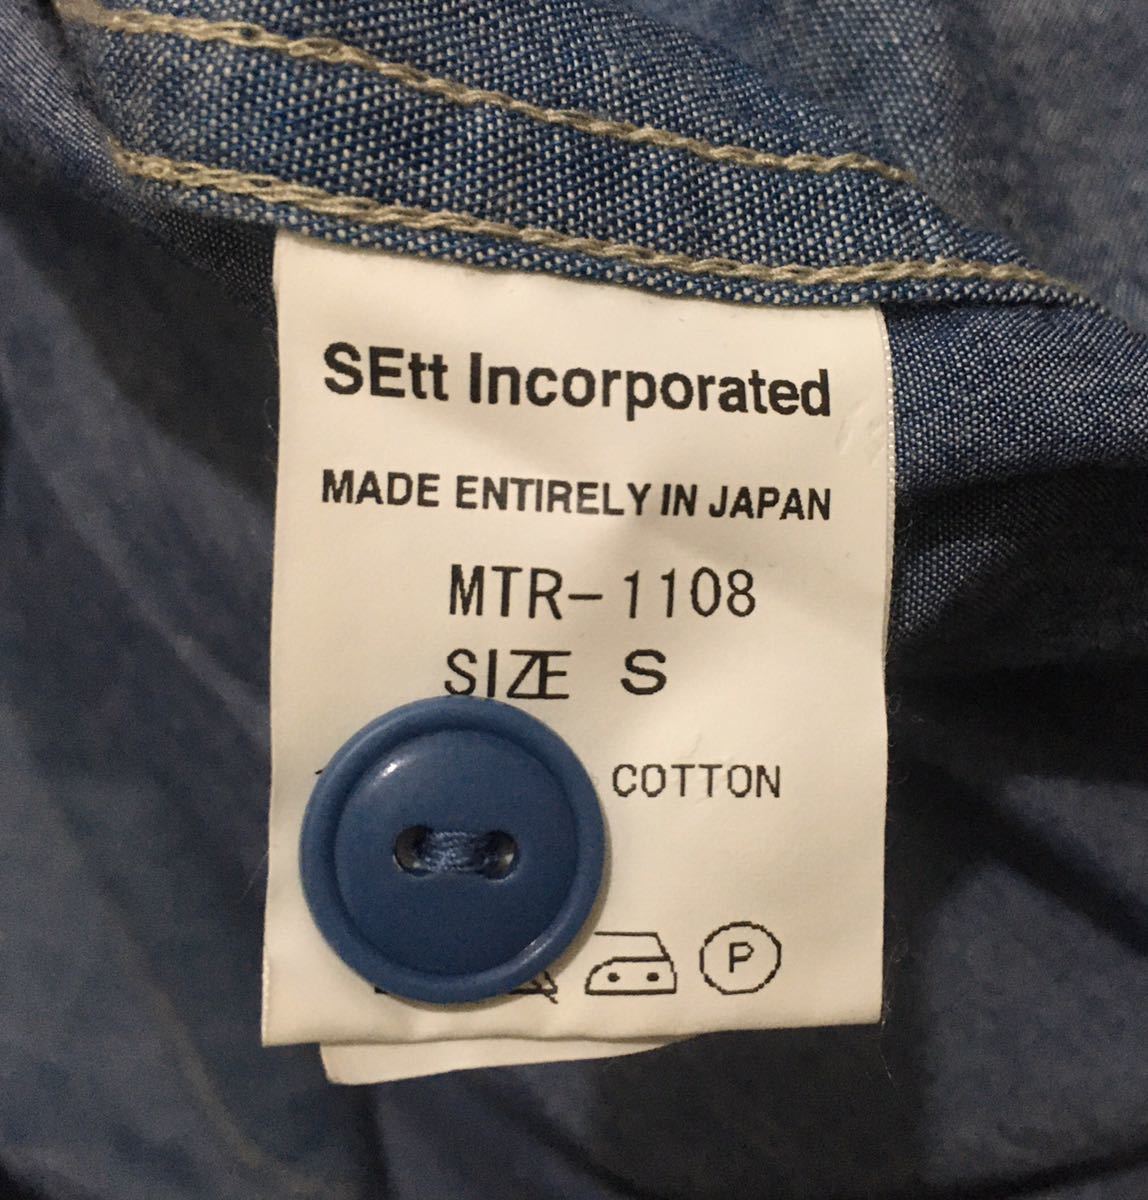 SEtt Incorporated
MADE ENTIRELY IN JAPAN
MTR-1108
SIZE S
COTTON
P